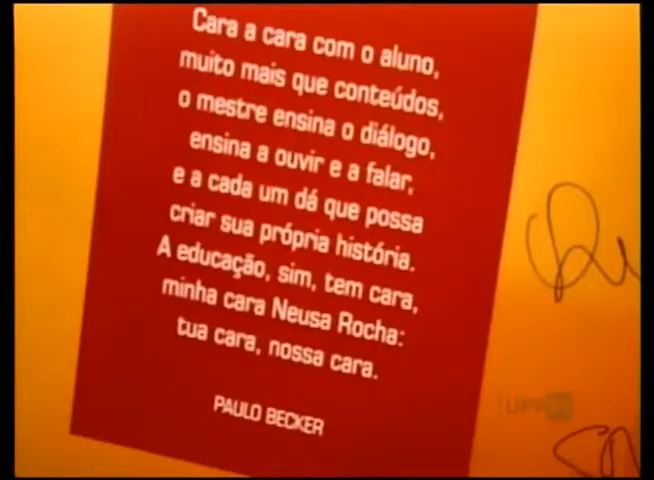 Cara a cara com o aluno,
muito mais que conteúdos,
o mestre ensina o diálogo,
ensina a ouvir e a falar,
e a cada um dá que possa
criar sua própria história.
A educação, sim, tem cara,
minha cara Neusa Rocha:
tua cara, nossa cara.
PAULO BECKER